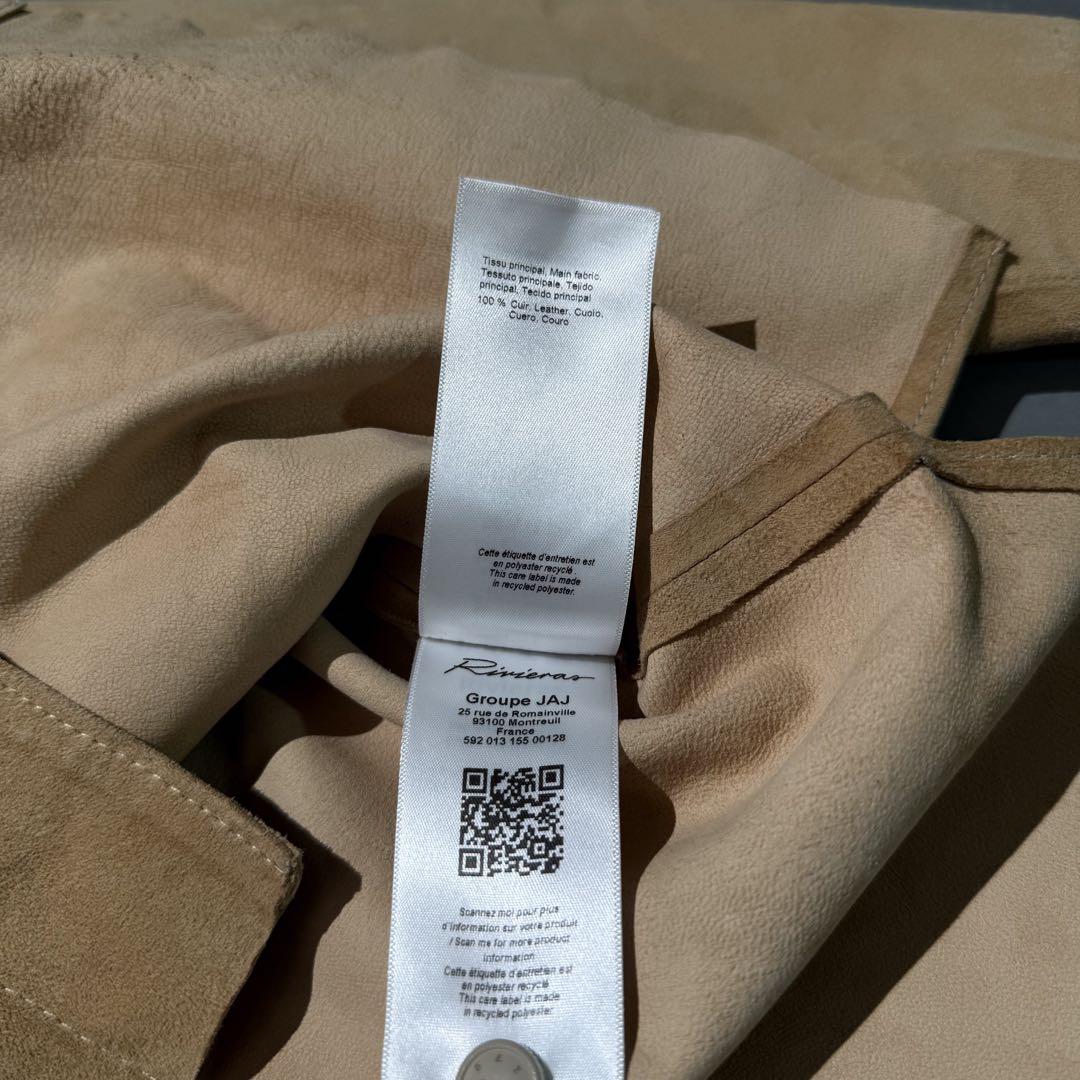 Tissu principal, Main fabric,
Tessuto principale, Tejido
principal, Tecido principal
100 % Cuir, Leather, Cuoio,
Cuero, Couro
Cette étiquette d'entretien est
en polyester recyclé.
This care label is made
in recycled polyester.
Rivieras
Groupe JAJ
25 rue de Romainville
93100 Montreuil
France
592 013 155 00128
Scannez moi pour plus
d'information sur votre produit
/ Scan me for more product
information
Cette étiquette d'entretien est
en polyester recyclé
This care label is made
in recycled polyester.